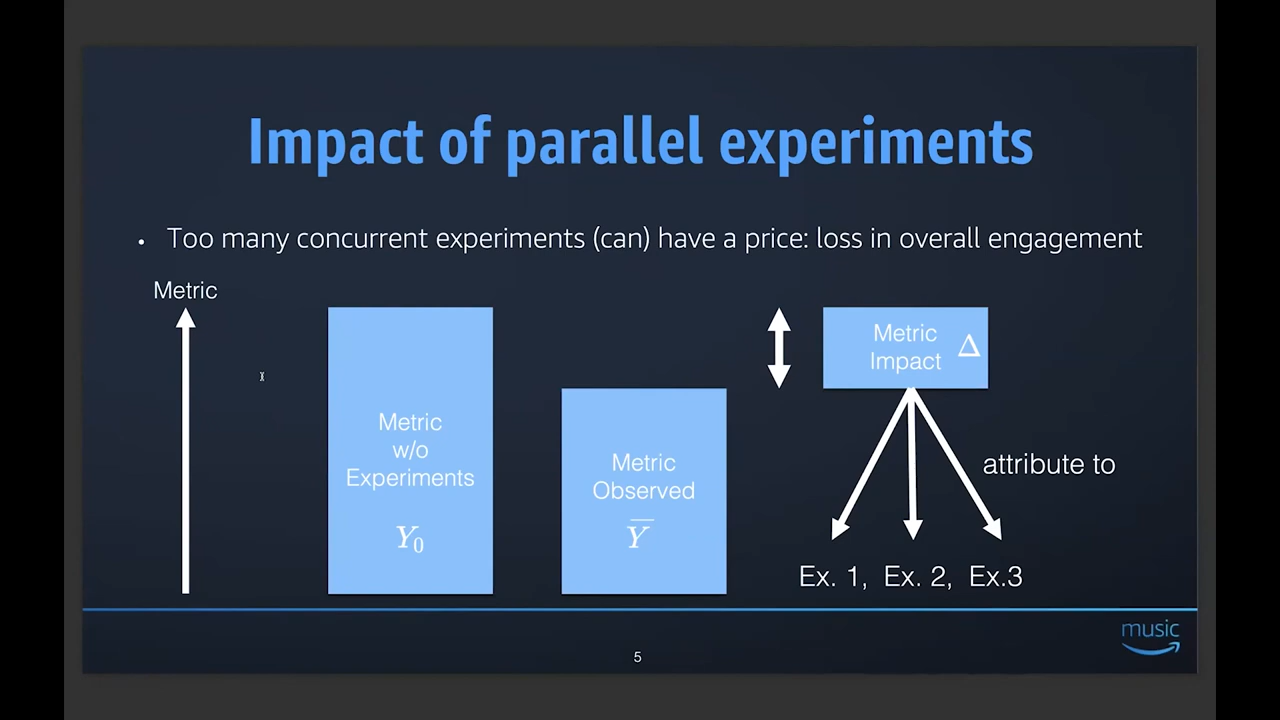 Impact of parallel experiments
• Too many concurrent experiments (can) have a price: loss in overall engagement
Metric
Metric
w/o
Experiments
Y₀
Metric
Observed
Y̅
Metric
Impact Δ
attribute to
Ex. 1, Ex. 2, Ex.3
music
5